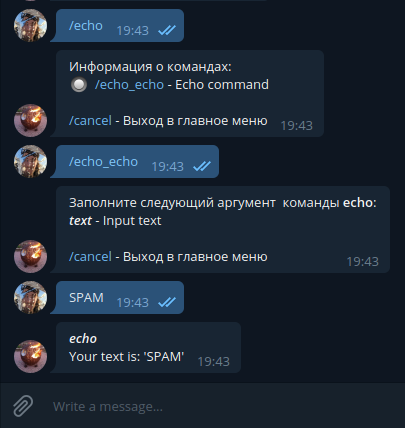 /echo 19:43
Информация о командах:
/echo_echo - Echo command
/cancel - Выход в главное меню 19:43
/echo_echo 19:43
Заполните следующий аргумент команды echo:
text - Input text
/cancel - Выход в главное меню 19:43
SPAM 19:43
echo
Your text is: 'SPAM' 19:43
Write a message...